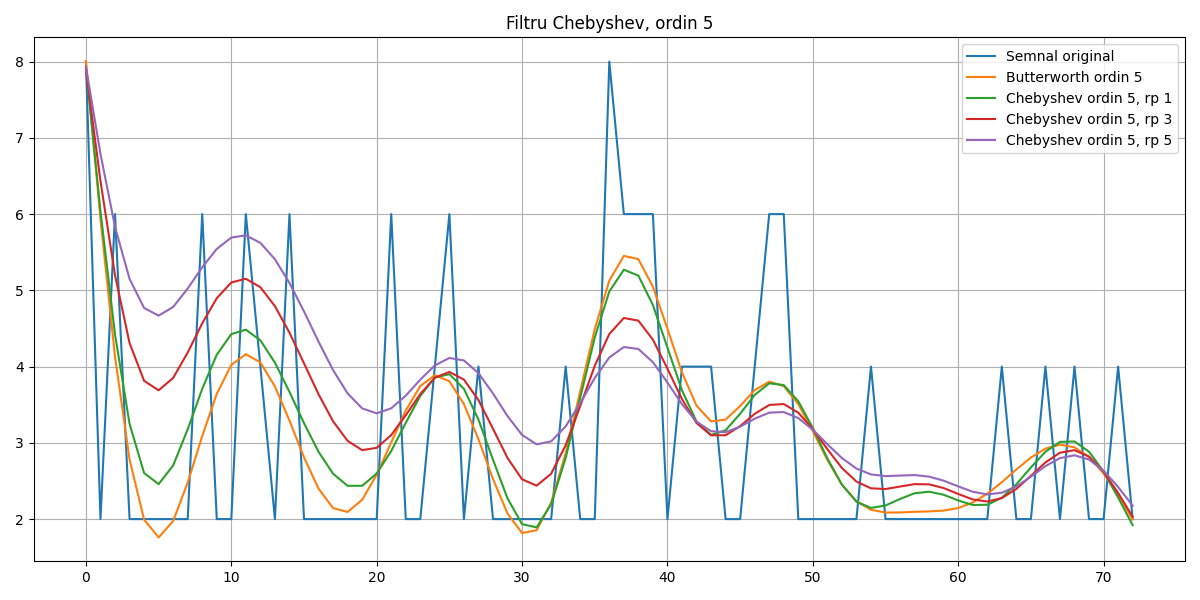 Filtru Chebyshev, ordin 5
Semnal original
Butterworth ordin 5
Chebyshev ordin 5, rp 1
Chebyshev ordin 5, rp 3
Chebyshev ordin 5, rp 5
8
7
6
5
4
3
2
0 10 20 30 40 50 60 70